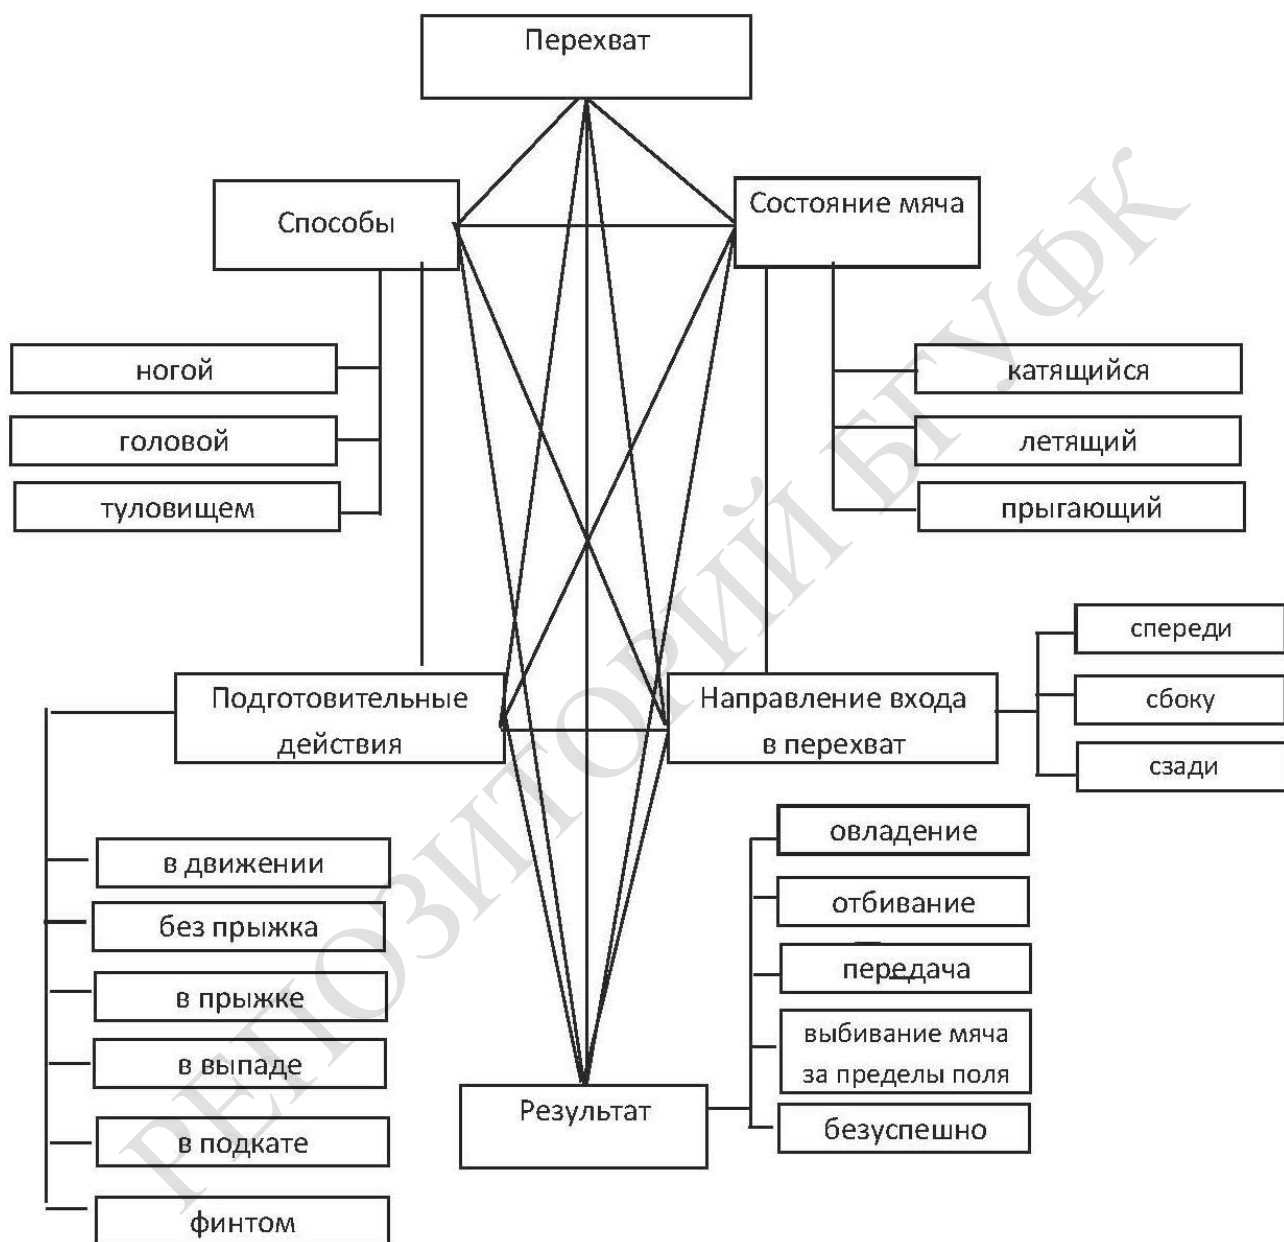 Перехват
Способы
Состояние мяча
ногой
головой
туловищем
катящийся
летящий
прыгающий
Подготовительные
действия
Направление входа
в перехват
спереди
сбоку
сзади
в движении
без прыжка
в прыжке
в выпаде
в подкате
финтом
овладение
отбивание
передача
выбивание мяча
за пределы поля
безуспешно
Результат
РЕПОЗИТОРИЙ БГУФК